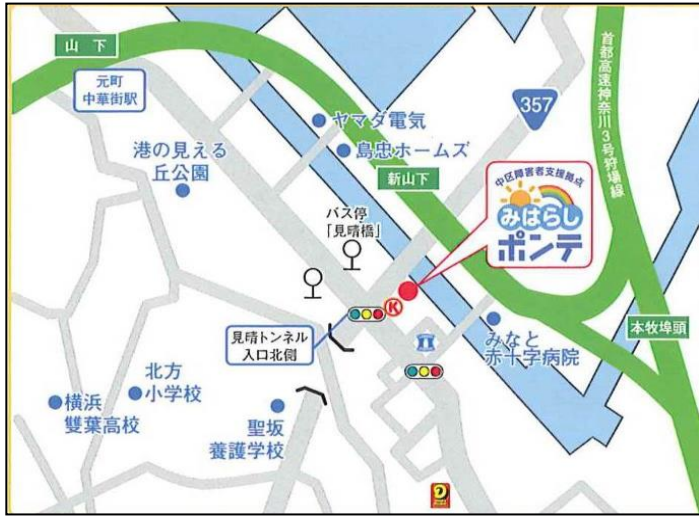 山下
元町
中華街駅
港の見える
丘公園
ヤマダ電気
島忠ホームズ
新山下
357
首都高速神奈川3号狩場線
中区障害者支援拠点
みはらし
ポンテ
バス停
「見晴橋」
K
見晴トンネル
入口北側
みなと
赤十字病院
本牧埠頭
北方
小学校
横浜
雙葉高校
聖坂
養護学校